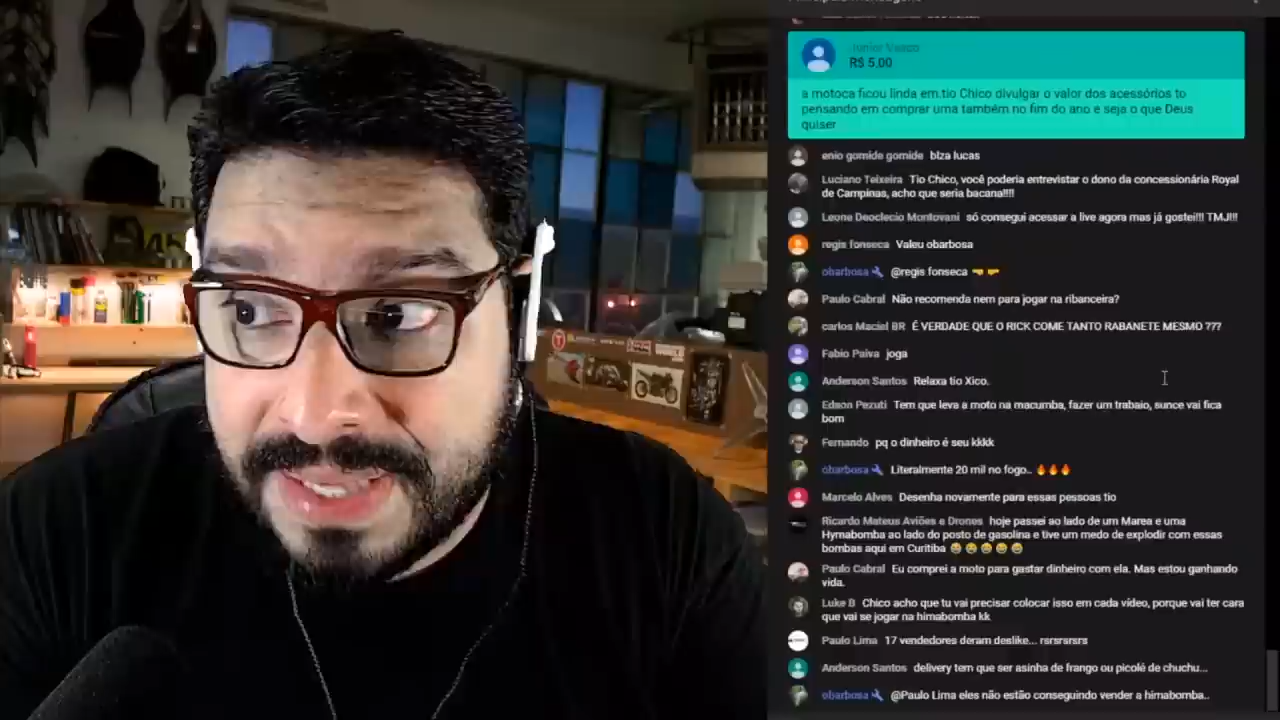 Junior Vasco
R$ 5,00
a motoca ficou linda em.tio Chico divulgar o valor dos acessórios to
pensando em comprar uma também no fim do ano e seja o que Deus
quiser
enio gomide gomide blza lucas
Luciano Teixeira Tio Chico, você poderia entrevistar o dono da concessionária Royal
de Campinas, acho que seria bacana!!!!
Leone Deoclecio Montovani só consegui acessar a live agora mas já gostei!!! TMJ!!!
regis fonseca Valeu obarbosa
obarbosa @regis fonseca 🤜 🤛
Paulo Cabral Não recomenda nem para jogar na ribanceira?
carlos Maciel BR É VERDADE QUE O RICK COME TANTO RABANETE MESMO ???
Fabio Paiva joga
Anderson Santos Relaxa tio Xico.
Edson Pezuti Tem que leva a moto na macumba, fazer um trabaio, sunce vai fica
bom
Fernando pq o dinheiro é seu kkkk
obarbosa Literalmente 20 mil no fogo.. 🔥🔥🔥
Marcelo Alves Desenha novamente para essas pessoas tio
Ricardo Mateus Aviões e Drones hoje passei ao lado de um Marea e uma
Hymabomba ao lado do posto de gasolina e tive um medo de explodir com essas
bombas aqui em Curitiba 😂 😂 😂 😂 😂
Paulo Cabral Eu comprei a moto para gastar dinheiro com ela. Mas estou ganhando
vida.
Luke B Chico acho que tu vai precisar colocar isso em cada vídeo, porque vai ter cara
que vai se jogar na himabomba kk
Paulo Lima 17 vendedores deram deslike... rsrsrsrsrs
Anderson Santos delivery tem que ser asinha de frango ou picolé de chuchu...
obarbosa @Paulo Lima eles não estão conseguindo vender a himabomba..